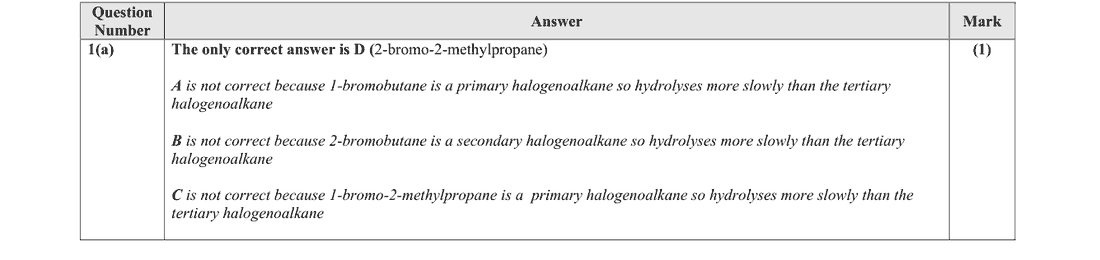 Question
Number
Answer
Mark
1(a)
The only correct answer is D (2-bromo-2-methylpropane)
(1)
A is not correct because 1-bromobutane is a primary halogenoalkane so hydrolyses more slowly than the tertiary
halogenoalkane
B is not correct because 2-bromobutane is a secondary halogenoalkane so hydrolyses more slowly than the tertiary
halogenoalkane
C is not correct because 1-bromo-2-methylpropane is a primary halogenoalkane so hydrolyses more slowly than the
tertiary halogenoalkane